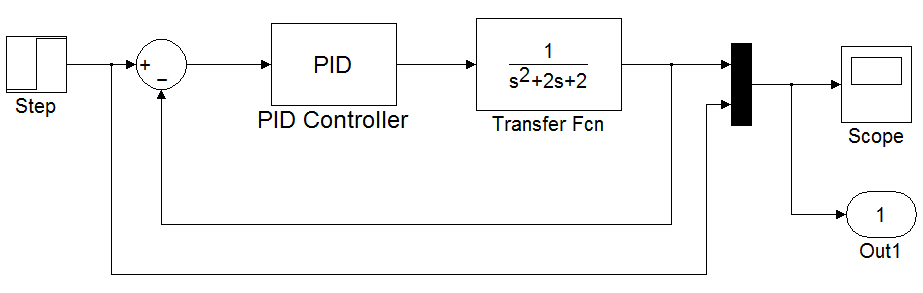 Step
+
−
PID
PID Controller
1
s²+2s+2
Transfer Fcn
Scope
1
Out1